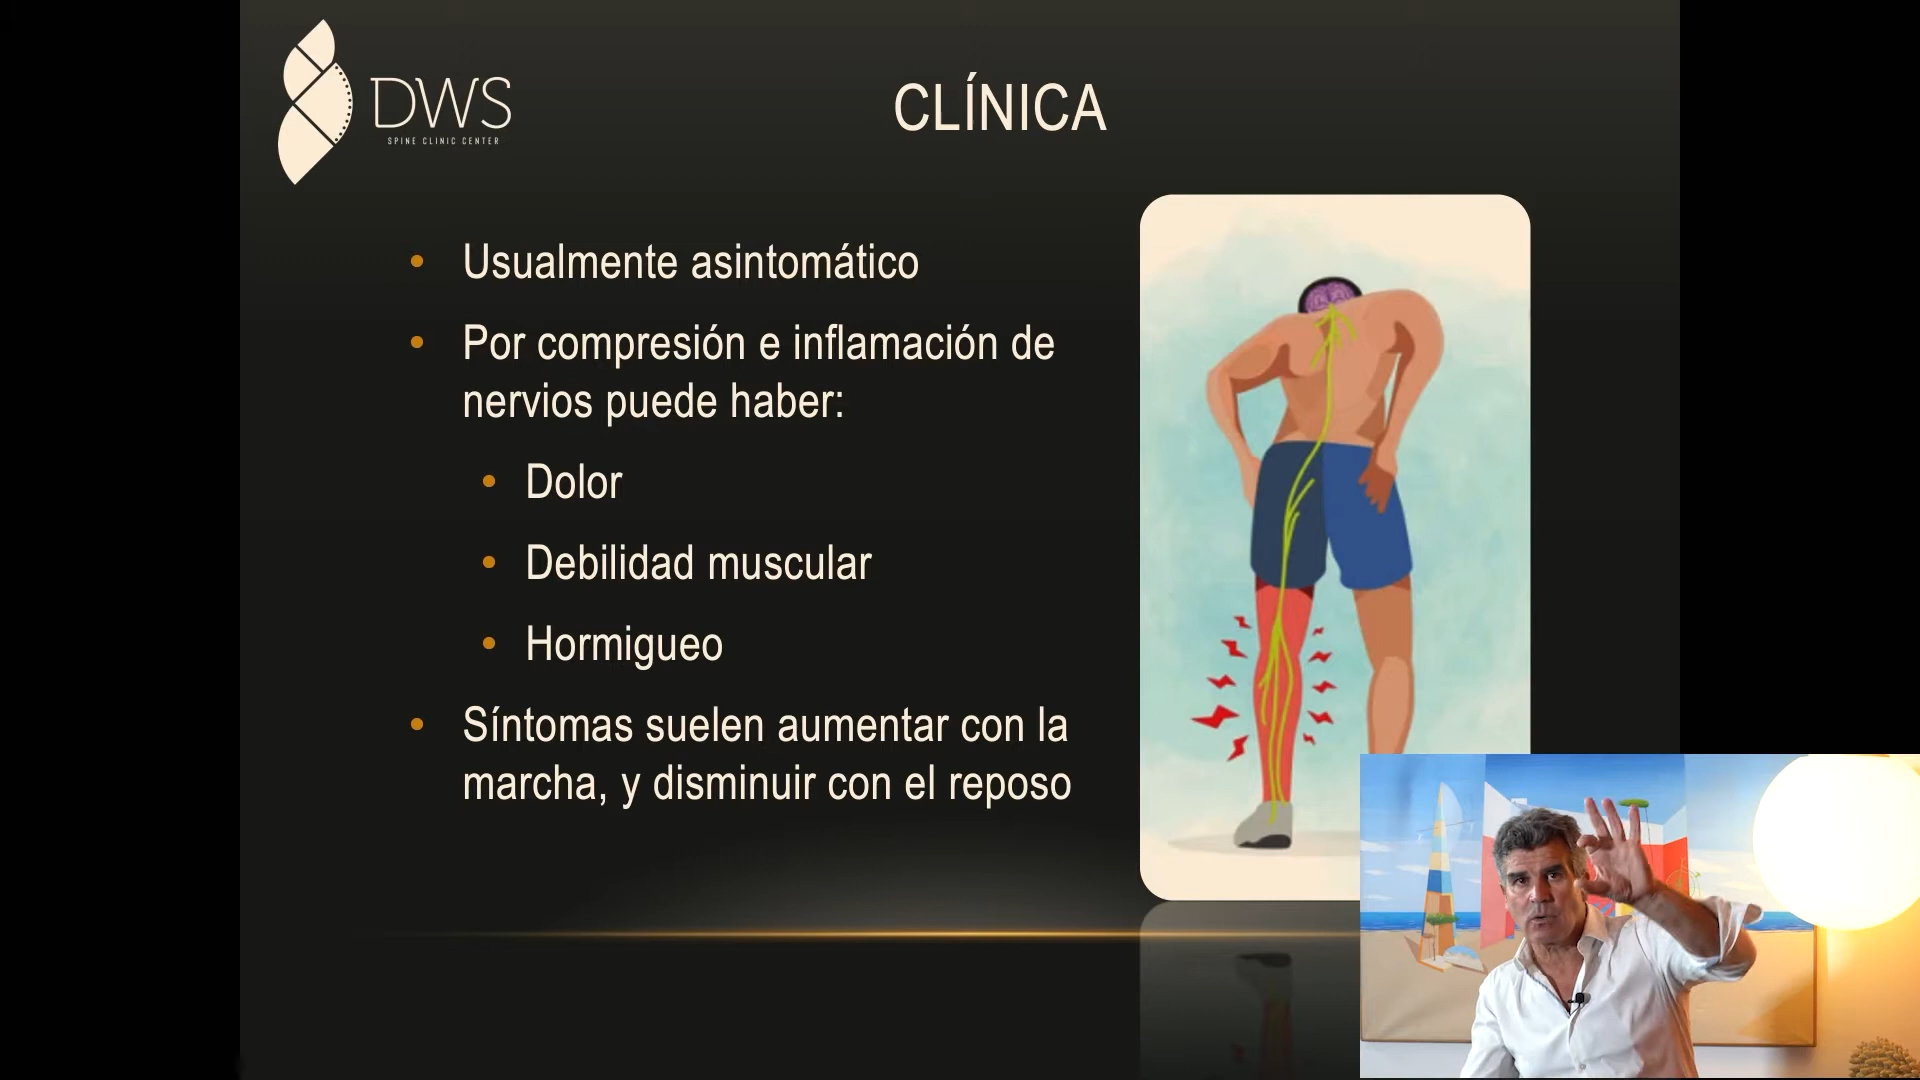 DWS
SPINE CLINIC CENTER
CLÍNICA
• Usualmente asintomático
• Por compresión e inflamación de
nervios puede haber:
• Dolor
• Debilidad muscular
• Hormigueo
• Síntomas suelen aumentar con la
marcha, y disminuir con el reposo